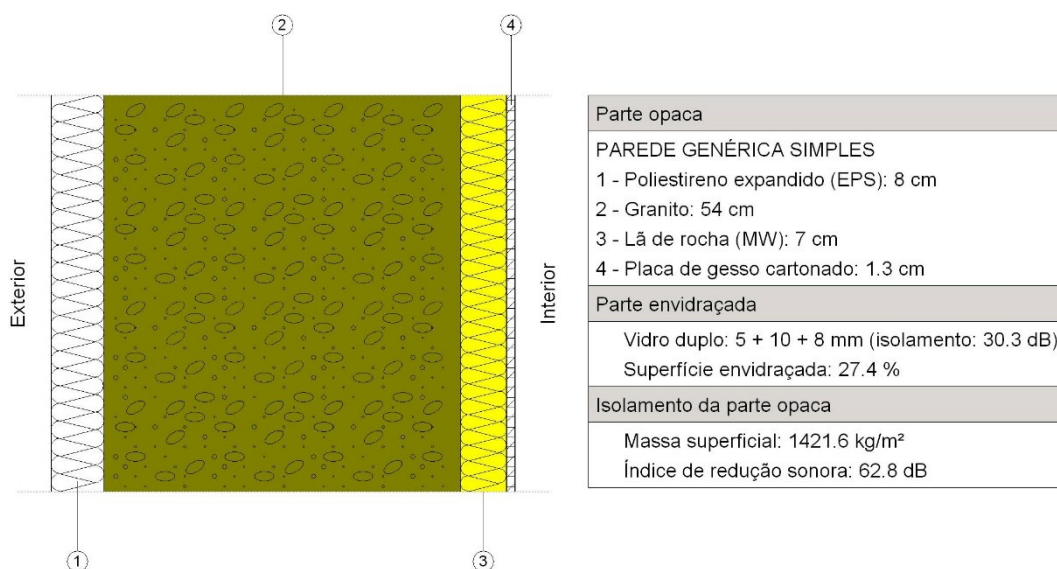 2
4
Exterior
Interior
1
3
Parte opaca
PAREDE GENÉRICA SIMPLES
1 - Poliestireno expandido (EPS): 8 cm
2 - Granito: 54 cm
3 - Lã de rocha (MW): 7 cm
4 - Placa de gesso cartonado: 1.3 cm
Parte envidraçada
Vidro duplo: 5 + 10 + 8 mm (isolamento: 30.3 dB)
Superfície envidraçada: 27.4 %
Isolamento da parte opaca
Massa superficial: 1421.6 kg/m²
Índice de redução sonora: 62.8 dB